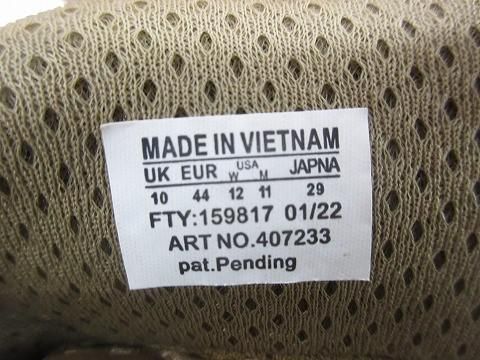 MADE IN VIETNAM
UK EUR USA W M JAPNA
10 44 12 11 29
FTY:159817 01/22
ART NO.407233
pat.Pending